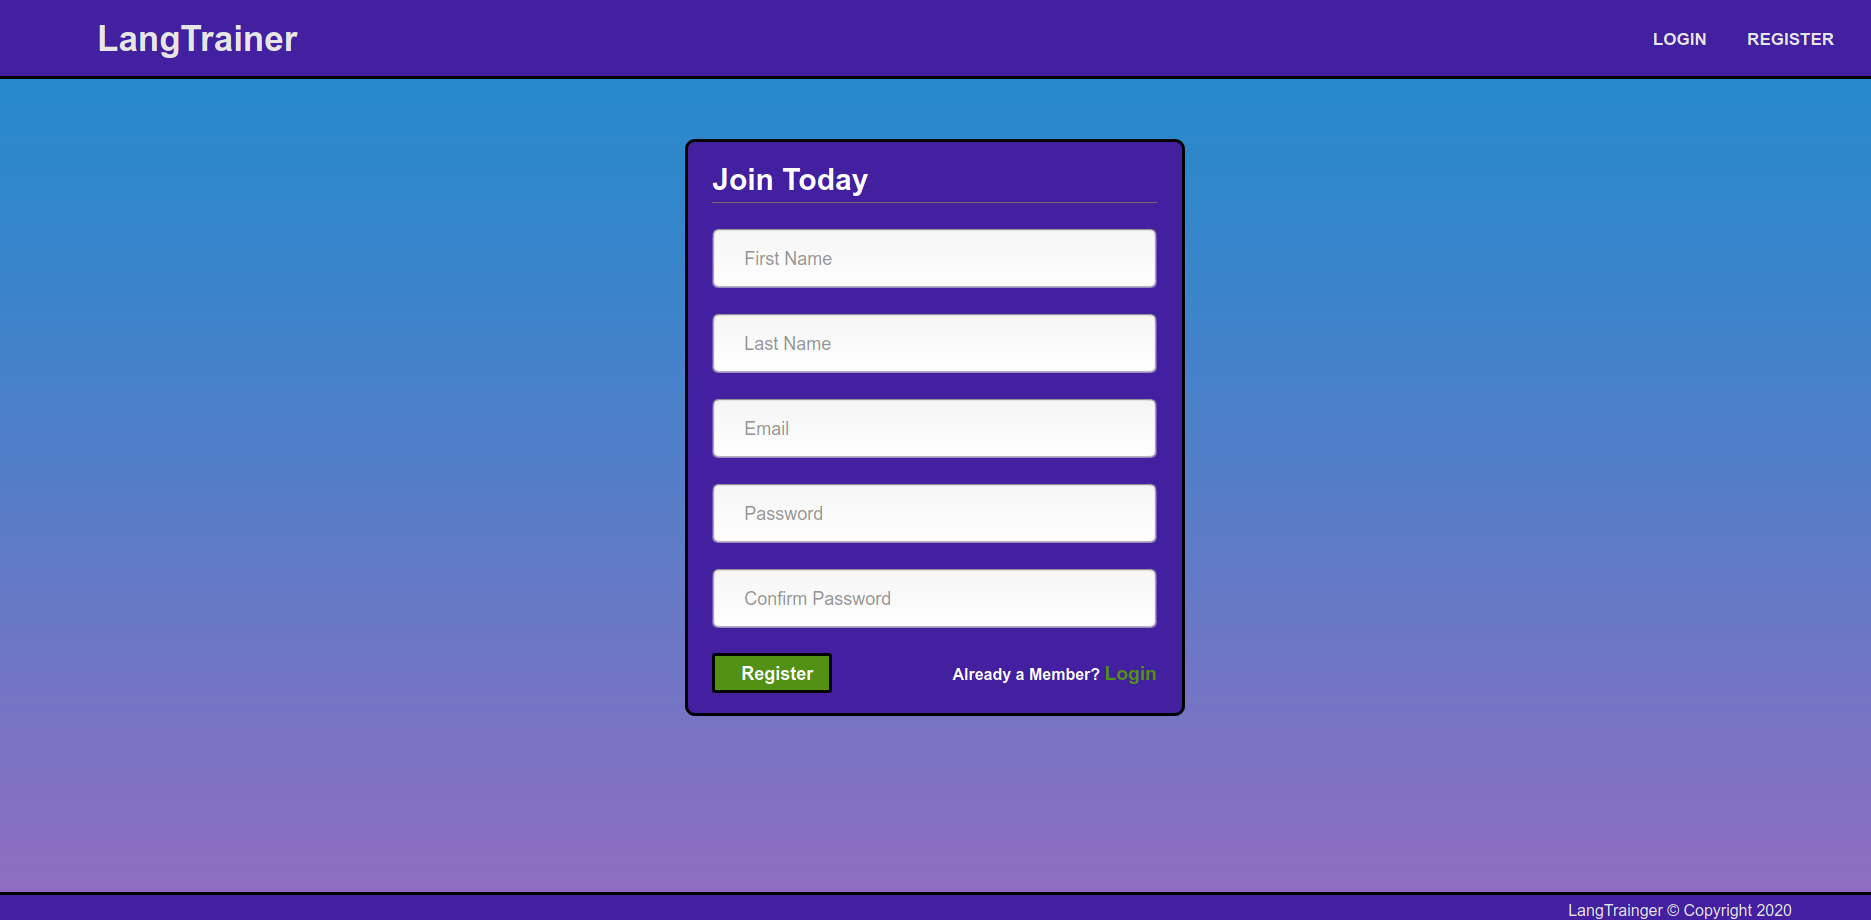 LangTrainer
LOGIN REGISTER
Join Today
First Name
Last Name
Email
Password
Confirm Password
Register
Already a Member? Login
LangTrainger © Copyright 2020